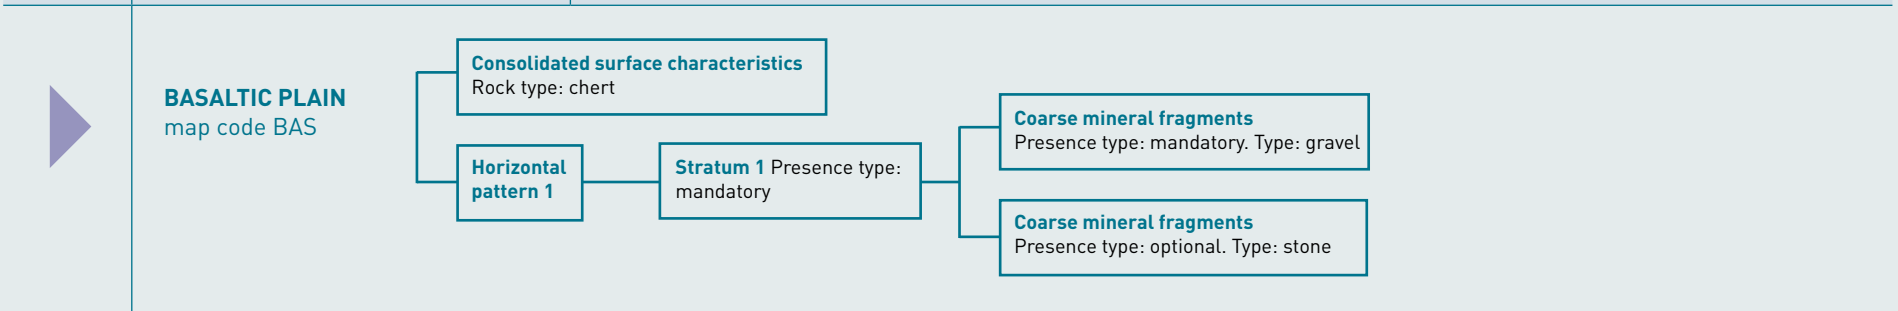 BASALTIC PLAIN
map code BAS
Consolidated surface characteristics
Rock type: chert
Horizontal
pattern 1
Stratum 1 Presence type:
mandatory
Coarse mineral fragments
Presence type: mandatory. Type: gravel
Coarse mineral fragments
Presence type: optional. Type: stone